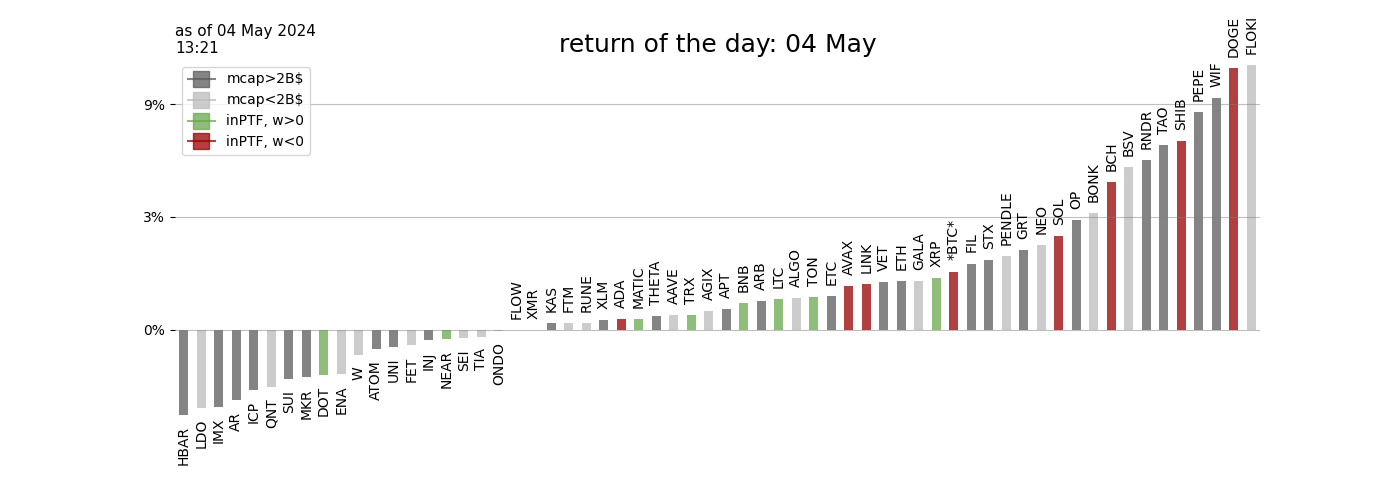 as of 04 May 2024
13:21
return of the day: 04 May
mcap>2B$
mcap<2B$
inPTF, w>0
inPTF, w<0
9%
3%
0%
HBAR
LDO
IMX
AR
ICP
QNT
SUI
MKR
DOT
ENA
W
ATOM
UNI
FET
INJ
NEAR
SEI
TIA
ONDO
FLOW
XMR
KAS
FTM
RUNE
XLM
ADA
MATIC
THETA
AAVE
TRX
AGIX
APT
BNB
ARB
LTC
ALGO
TON
ETC
AVAX
LINK
VET
ETH
GALA
XRP
*BTC*
FIL
STX
PENDLE
GRT
NEO
SOL
OP
BONK
BCH
BSV
RNDR
TAO
SHIB
PEPE
WIF
DOGE
FLOKI